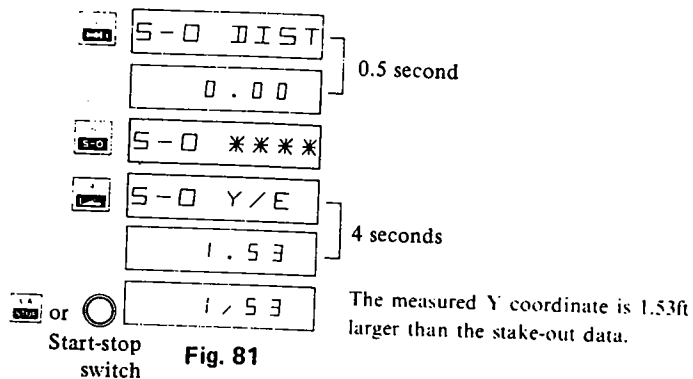 S-O DIST
0.5 second
0.00
S-O
S-O ****
S-O Y/E
4 seconds
1.53
1/53
or
The measured Y coordinate is 1.53ft
larger than the stake-out data.
Start-stop
switch
Fig. 81